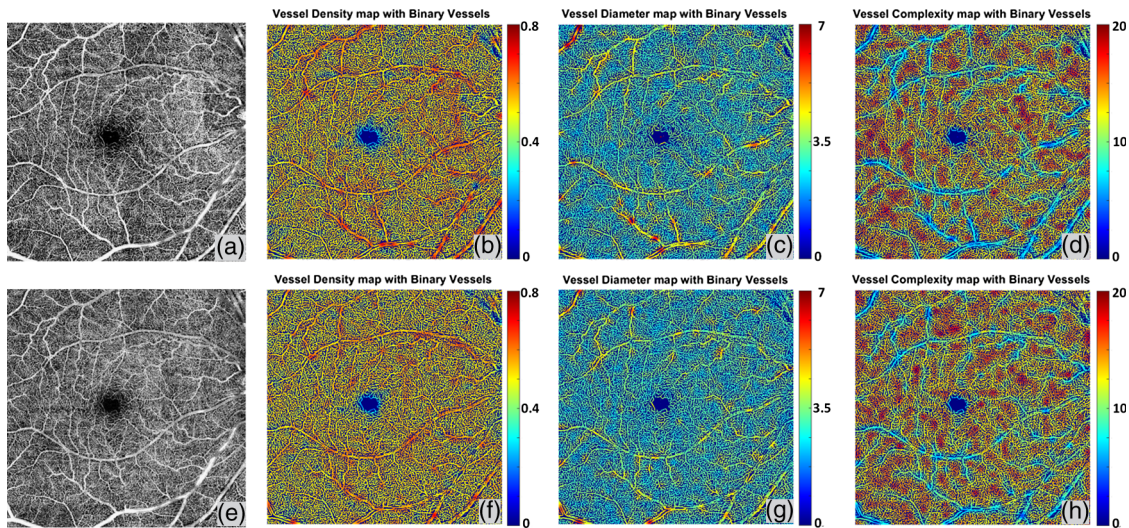 Vessel Density map with Binary Vessels
0.8
0.4
0
Vessel Diameter map with Binary Vessels
7
3.5
0
Vessel Complexity map with Binary Vessels
20
10
0
(a)
(b)
(c)
(d)
Vessel Density map with Binary Vessels
0.8
0.4
0
Vessel Diameter map with Binary Vessels
7
3.5
0
Vessel Complexity map with Binary Vessels
20
10
0
(e)
(f)
(g)
(h)